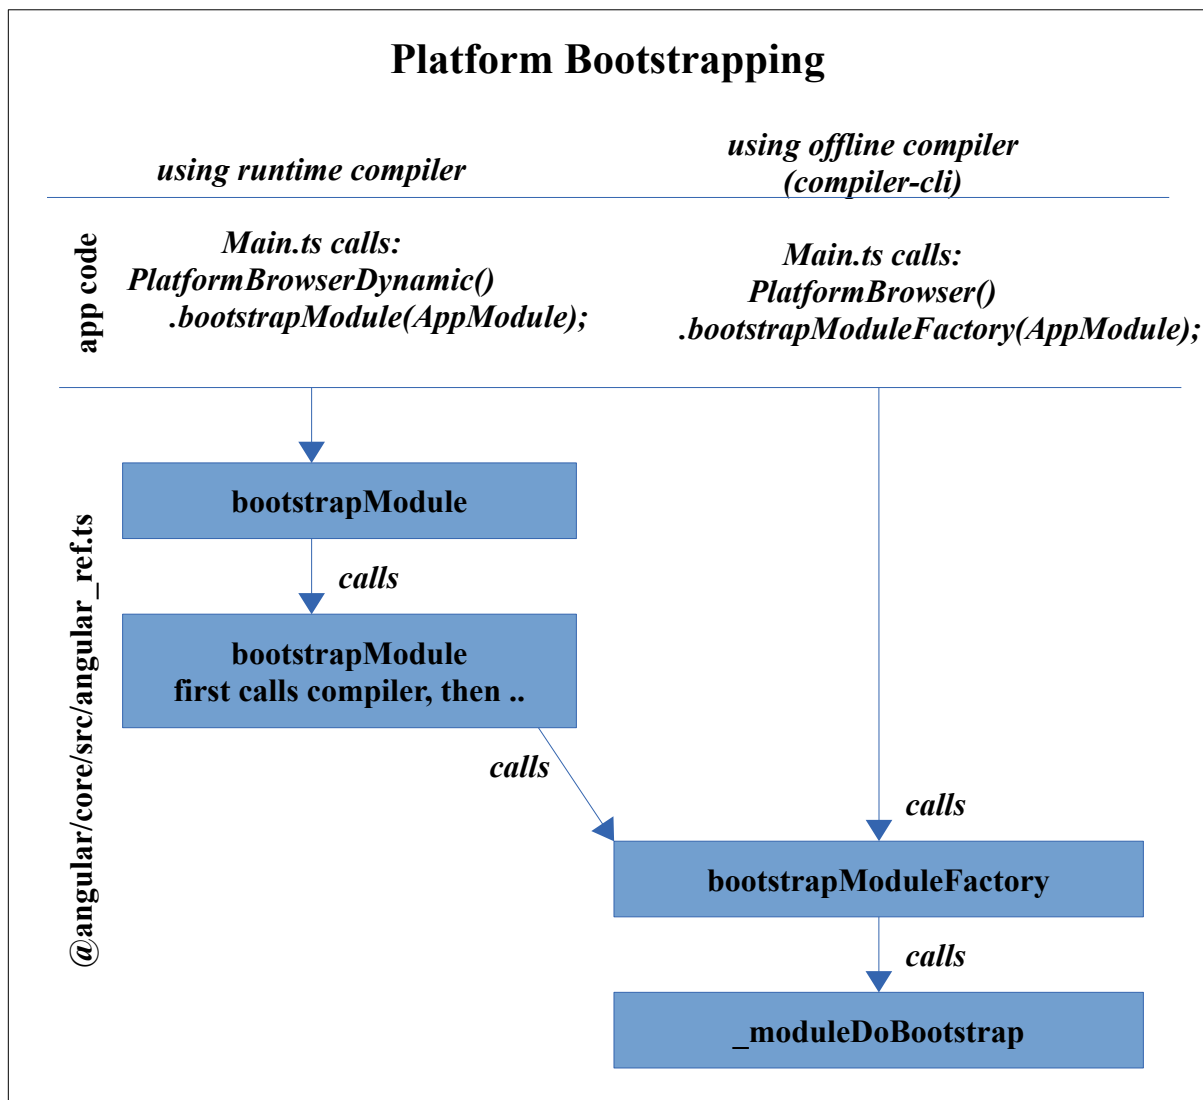 Platform Bootstrapping
using runtime compiler
using offline compiler
(compiler-cli)
app code
Main.ts calls:
PlatformBrowserDynamic()
.bootstrapModule(AppModule);
Main.ts calls:
PlatformBrowser()
.bootstrapModuleFactory(AppModule);
@angular/core/src/angular_ref.ts
bootstrapModule
calls
bootstrapModule
first calls compiler, then ..
calls
calls
bootstrapModuleFactory
calls
_moduleDoBootstrap